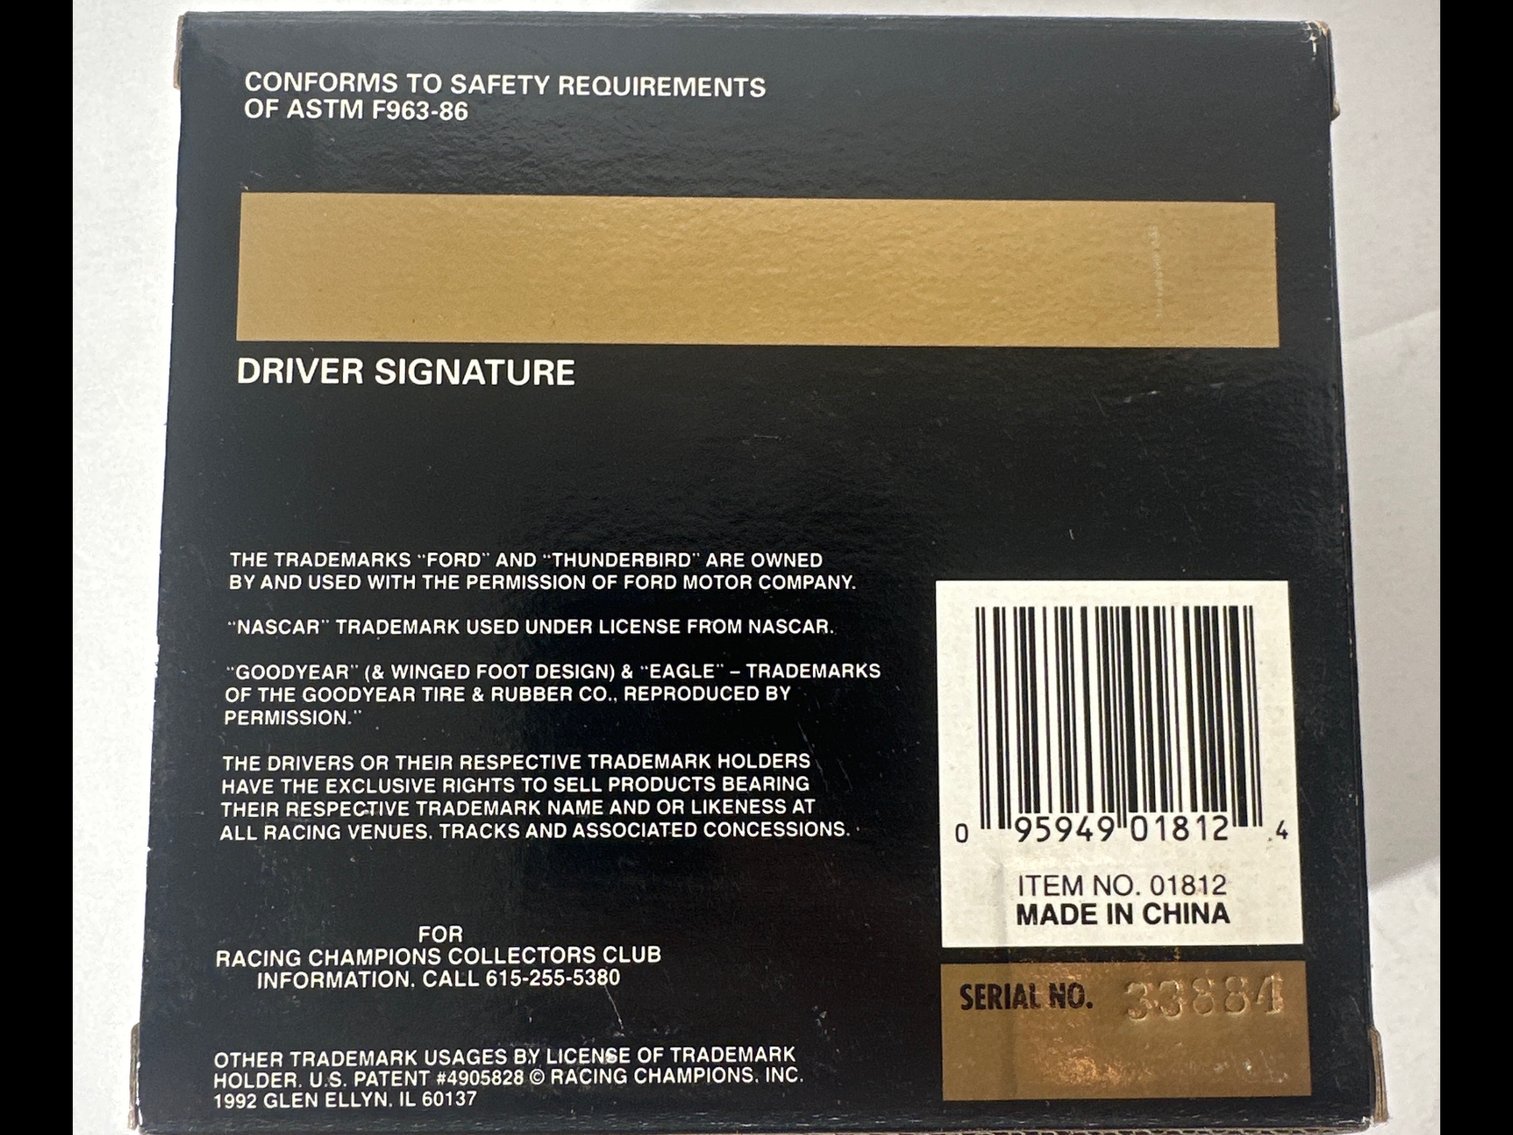 CONFORMS TO SAFETY REQUIREMENTS
OF ASTM F963-86
DRIVER SIGNATURE
THE TRADEMARKS "FORD" AND "THUNDERBIRD" ARE OWNED
BY AND USED WITH THE PERMISSION OF FORD MOTOR COMPANY.
"NASCAR" TRADEMARK USED UNDER LICENSE FROM NASCAR.
"GOODYEAR" (& WINGED FOOT DESIGN) & "EAGLE" – TRADEMARKS
OF THE GOODYEAR TIRE & RUBBER CO., REPRODUCED BY
PERMISSION."
THE DRIVERS OR THEIR RESPECTIVE TRADEMARK HOLDERS
HAVE THE EXCLUSIVE RIGHTS TO SELL PRODUCTS BEARING
THEIR RESPECTIVE TRADEMARK NAME AND OR LIKENESS AT
ALL RACING VENUES, TRACKS AND ASSOCIATED CONCESSIONS.
FOR
RACING CHAMPIONS COLLECTORS CLUB
INFORMATION, CALL 615-255-5380
OTHER TRADEMARK USAGES BY LICENSE OF TRADEMARK
HOLDER. U.S. PATENT #4905828 © RACING CHAMPIONS, INC.
1992 GLEN ELLYN, IL 60137
0 95949 01812 4
ITEM NO. 01812
MADE IN CHINA
SERIAL NO. 33884